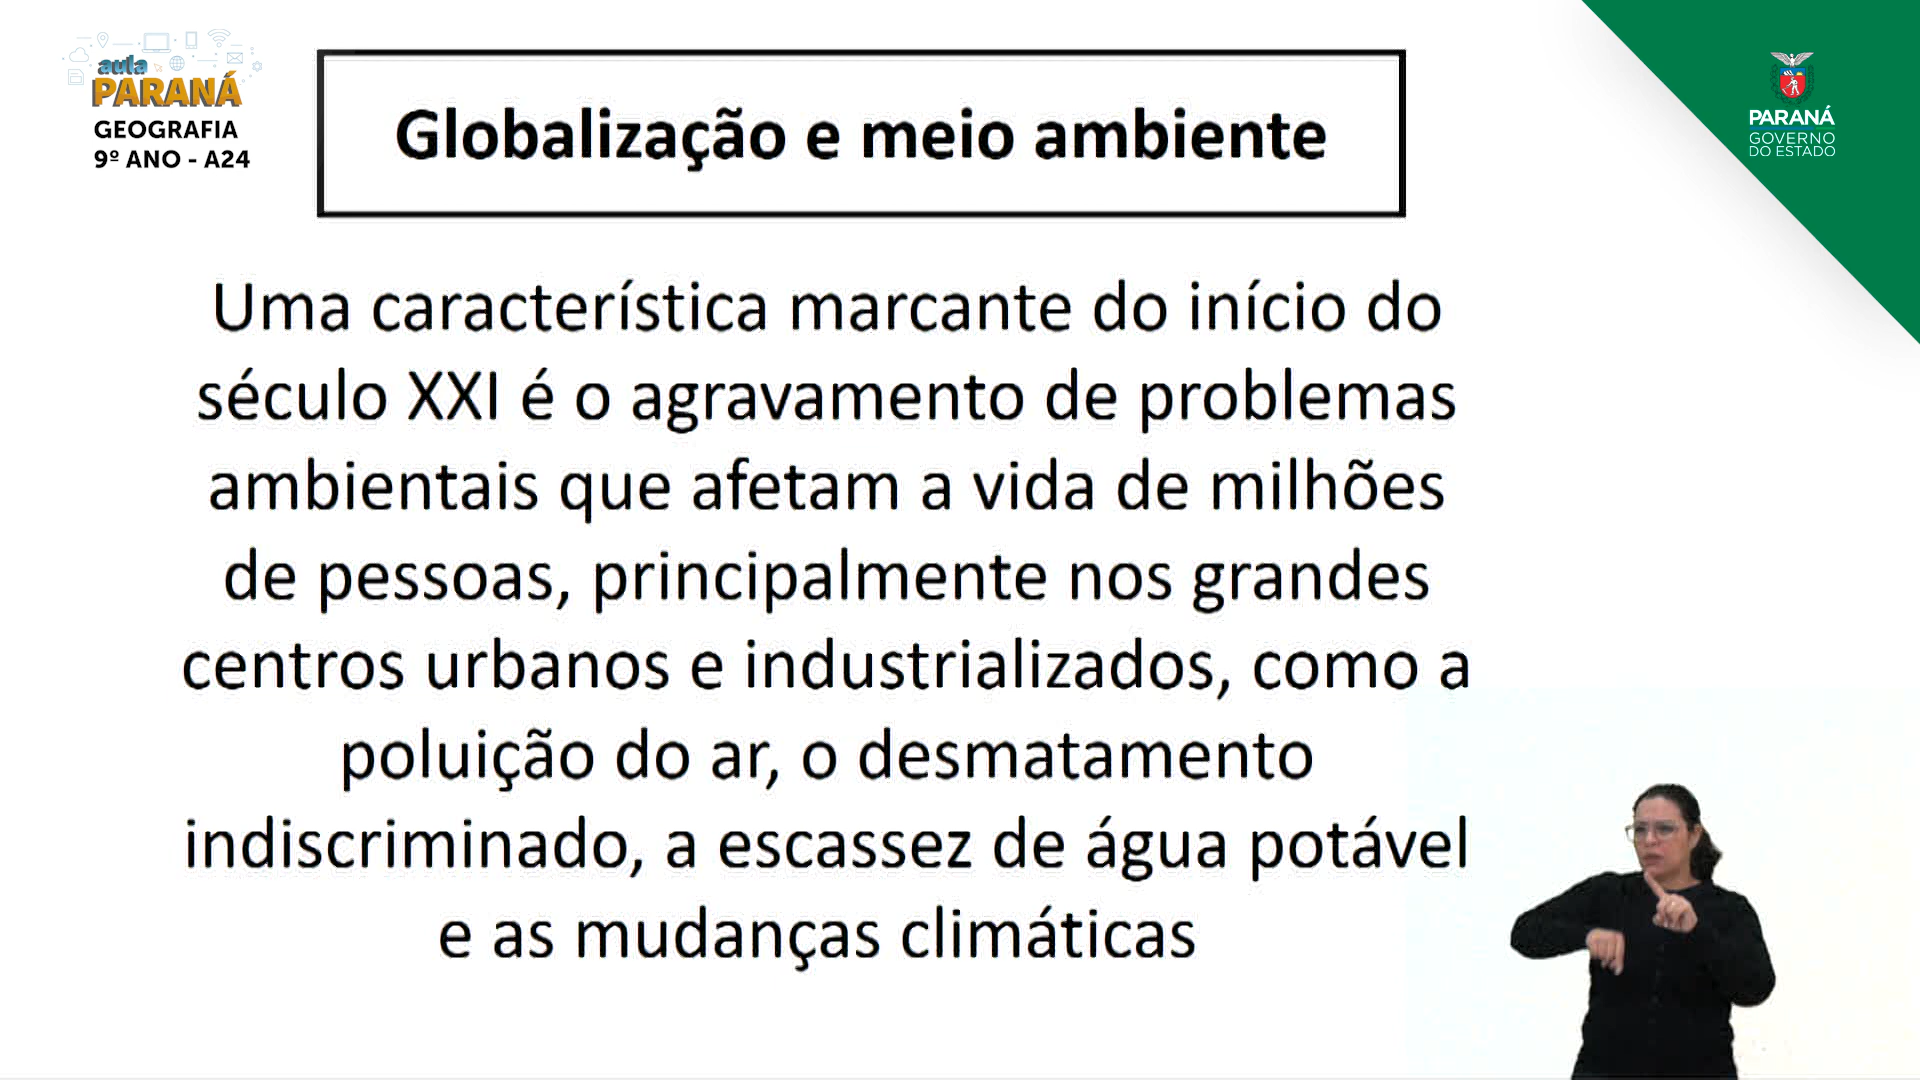 aula
PARANÁ
GEOGRAFIA
9º ANO - A24
Globalização e meio ambiente
PARANÁ
GOVERNO
DO ESTADO
Uma característica marcante do início do
século XXI é o agravamento de problemas
ambientais que afetam a vida de milhões
de pessoas, principalmente nos grandes
centros urbanos e industrializados, como a
poluição do ar, o desmatamento
indiscriminado, a escassez de água potável
e as mudanças climáticas